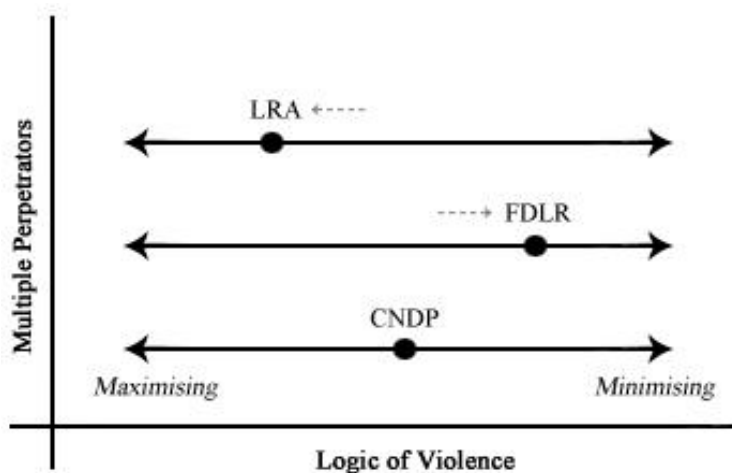 LRA
FDLR
CNDP
Maximising
Minimising
Multiple Perpetrators
Logic of Violence